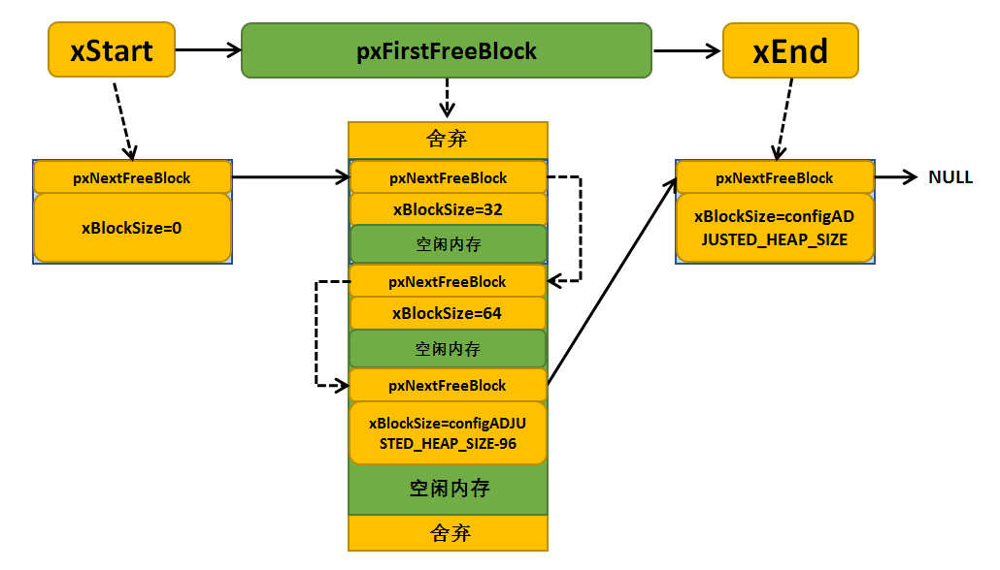 xStart
pxFirstFreeBlock
xEnd
舍弃
pxNextFreeBlock
xBlockSize=0
pxNextFreeBlock
xBlockSize=32
空闲内存
pxNextFreeBlock
xBlockSize=64
空闲内存
pxNextFreeBlock
xBlockSize=configADJU
STED_HEAP_SIZE-96
空闲内存
舍弃
pxNextFreeBlock
xBlockSize=configAD
JUSTED_HEAP_SIZE
NULL